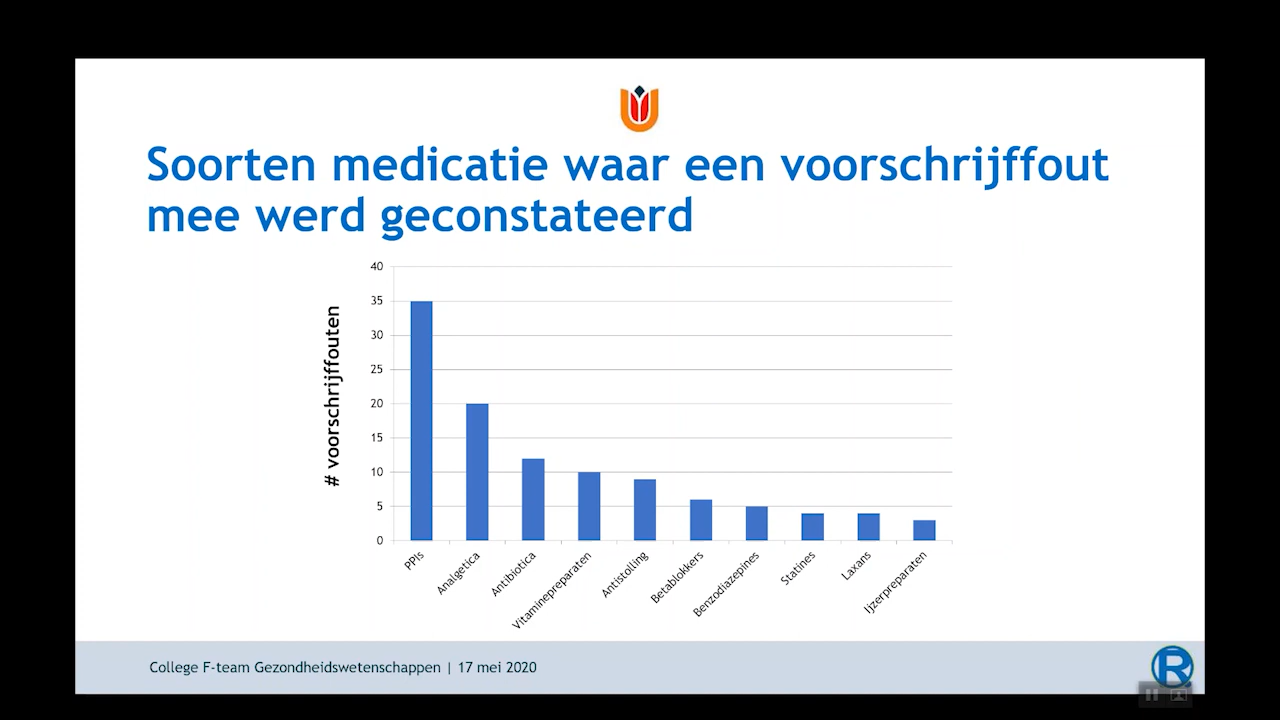 Soorten medicatie waar een voorschrijffout
mee werd geconstateerd
# voorschrijffouten
40
35
30
25
20
15
10
5
0
PPIs
Analgetica
Antibiotica
Vitaminepreparaten
Antistolling
Betablokkers
Benzodiazepines
Statines
Laxans
Ijzerpreparaten
College F-team Gezondheidswetenschappen | 17 mei 2020
R